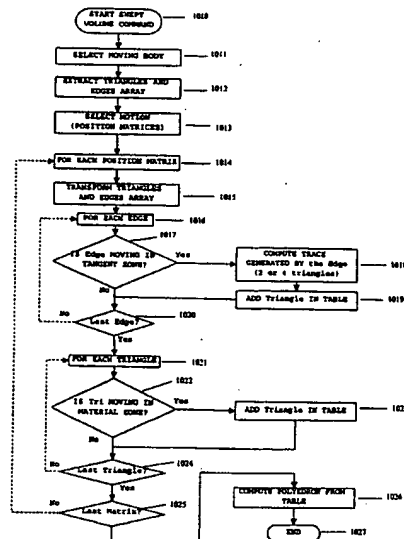 START SWEPT
VOLUME COMMAND
1010
SELECT MOVING BODY
1011
EXTRACT TRIANGLES AND
EDGES ARRAY
1012
SELECT MOTION
(POSITION MATRICES)
1013
FOR EACH POSITION MATRIX
1014
TRANSFORM TRIANGLES
AND EDGES ARRAY
1015
FOR EACH EDGE
1016
1017
IS Edge MOVING IN
TANGENT ZONE?
Yes
COMPUTE TRACE
GENERATED BY the Edge
(2 or 4 triangles)
1018
No
ADD Triangle IN TABLE
1019
No
Last Edge?
1020
Yes
FOR EACH TRIANGLE
1021
1022
IS Tri MOVING IN
MATERIAL ZONE?
Yes
ADD Triangle IN TABLE
No
No
Last Triangle?
1024
Yes
No
Last Matrix?
1025
COMPUTE POLYEDRON FROM
TABLE
1026
END
1027